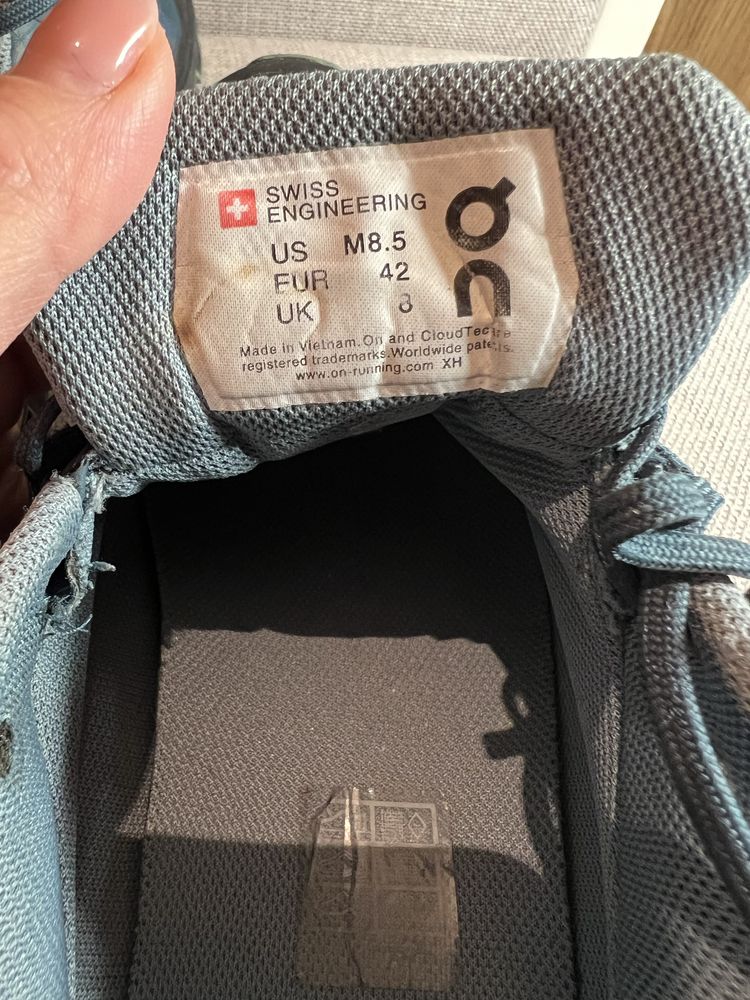 SWISS
ENGINEERING
US M8.5
EUR 42
UK 8
Made in Vietnam. On and CloudTec are
registered trademarks. Worldwide patents.
www.on-running.com XH
On